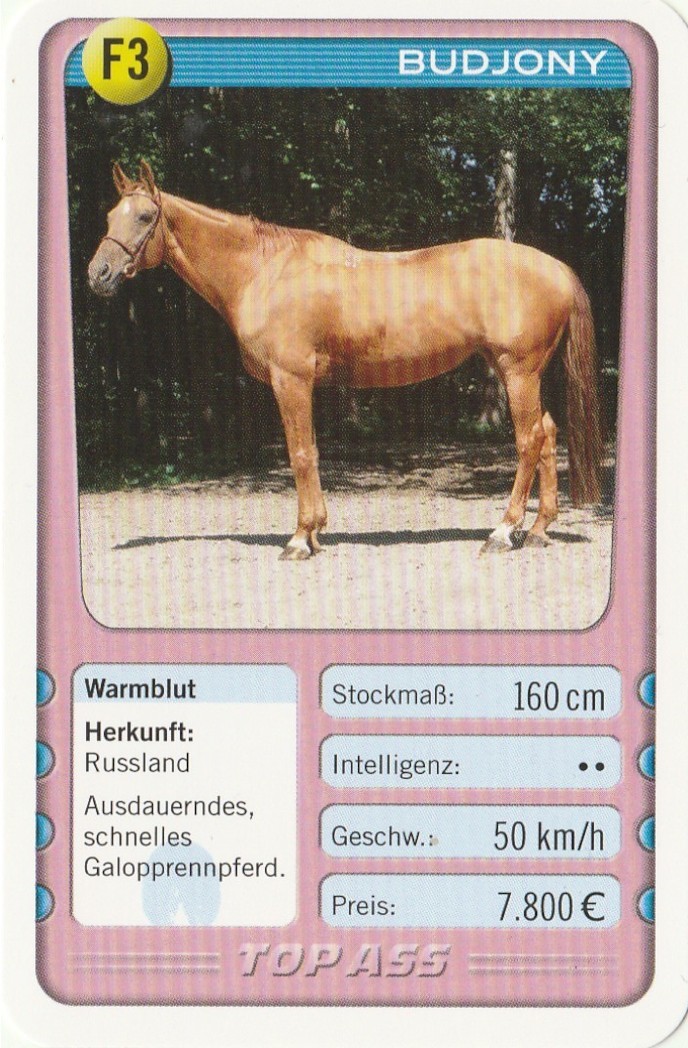 F3
BUDJONY
Warmblut
Herkunft:
Russland
Ausdauerndes,
schnelles
Galopprennpferd.
Stockmaß: 160 cm
Intelligenz: ••
Geschw.: 50 km/h
Preis: 7.800 €
TOP ASS